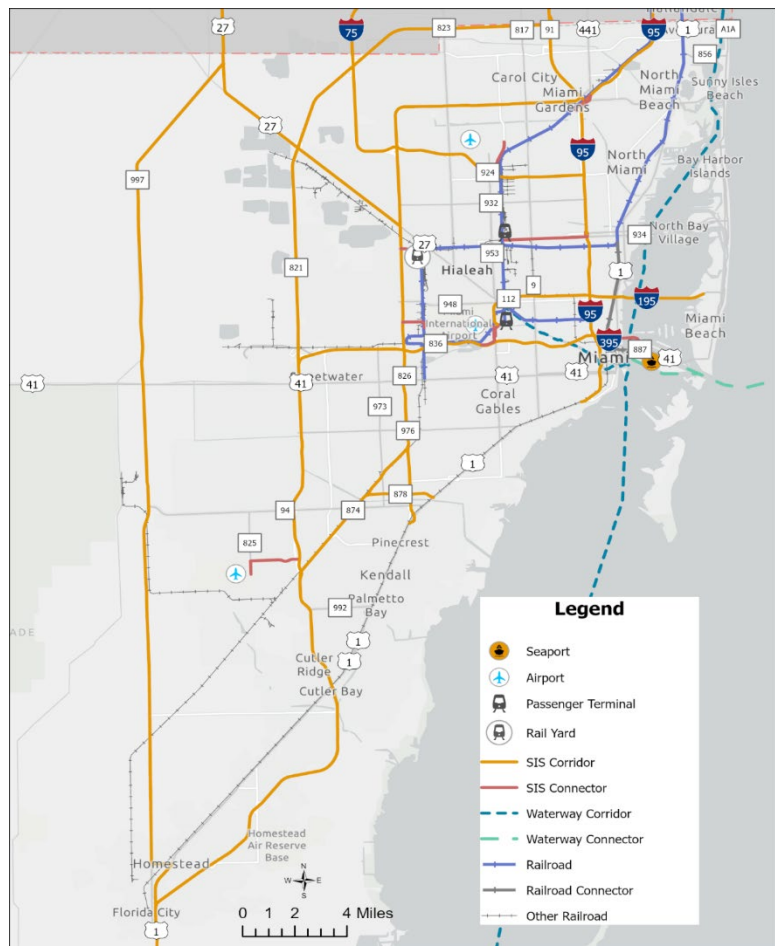 Hallandale
27
75
823
817
91
441
95
1
A1A
Aventura
856
Carol City
Miami
Gardens
North
Miami
Beach
Sunny Isles
Beach
27
95
924
North
Miami
Bay Harbor
Islands
997
932
North Bay
Village
934
27
953
821
Hialeah
1
9
948
112
195
Miami
International
Airport
95
Miami
Beach
836
395
887
Miami
41
41
41
Sweetwater
826
41
41
973
Coral
Gables
976
1
94
874
878
825
Pinecrest
Kendall
992
Palmetto
Bay
1
1
Cutler
Ridge
Cutler Bay
ADE
Homestead
Air Reserve
Base
Homestead
Florida City
1
N
W
E
S
0 1 2 4 Miles
Legend
Seaport
Airport
Passenger Terminal
Rail Yard
SIS Corridor
SIS Connector
Waterway Corridor
Waterway Connector
Railroad
Railroad Connector
Other Railroad